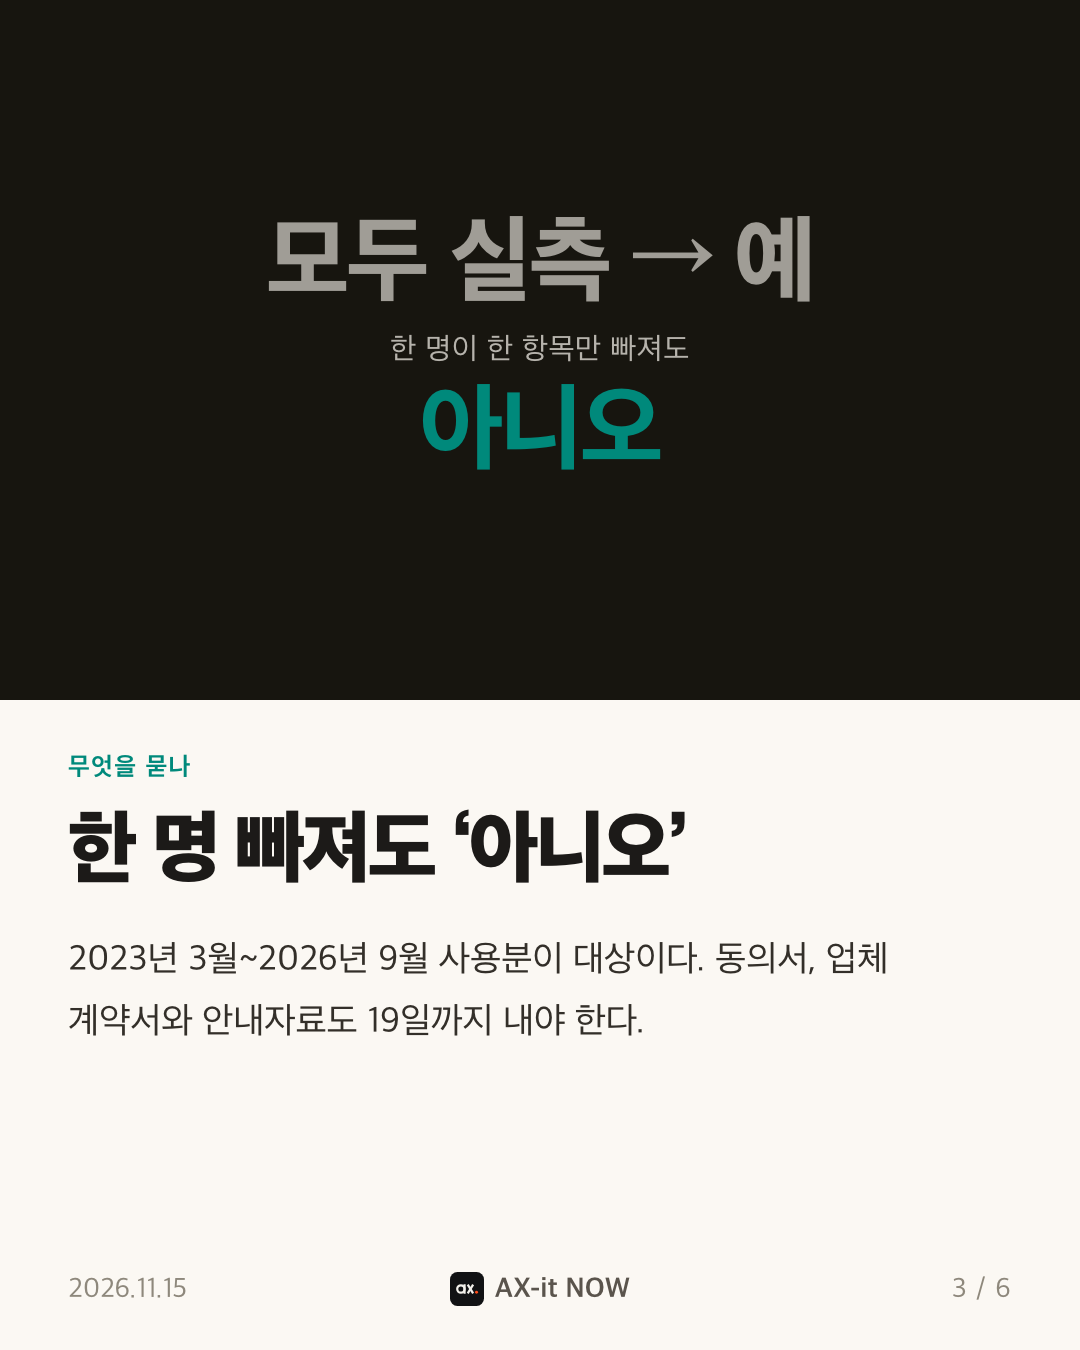 모두 실측 → 예
한 명이 한 항목만 빠져도
아니오
무엇을 묻나
한 명 빠져도 ‘아니오’
2023년 3월~2026년 9월 사용분이 대상이다. 동의서, 업체
계약서와 안내자료도 19일까지 내야 한다.
2026.11.15
ax. AX-it NOW
3 / 6